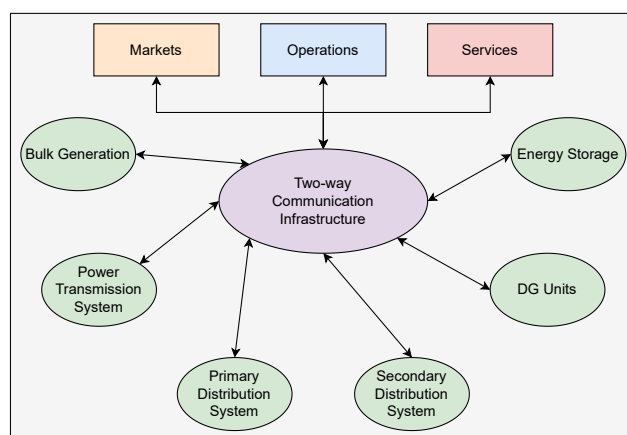 Markets
Operations
Services
Bulk Generation
Energy Storage
Two-way
Communication
Infrastructure
Power
Transmission
System
DG Units
Primary
Distribution
System
Secondary
Distribution
System